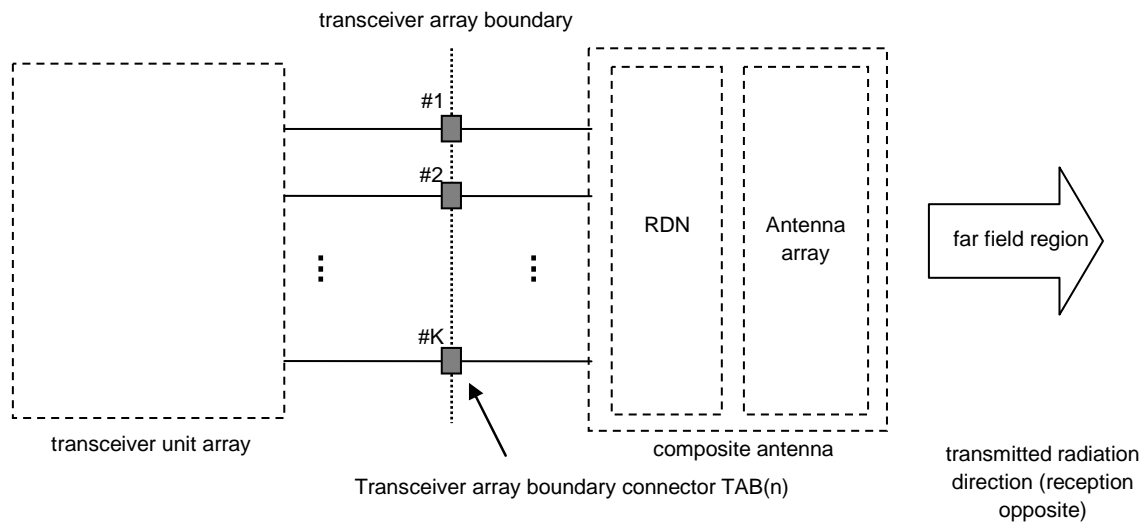 transceiver array boundary
#1
#2
#K
RDN
Antenna
array
far field region
transceiver unit array
composite antenna
Transceiver array boundary connector TAB(n)
transmitted radiation
direction (reception
opposite)